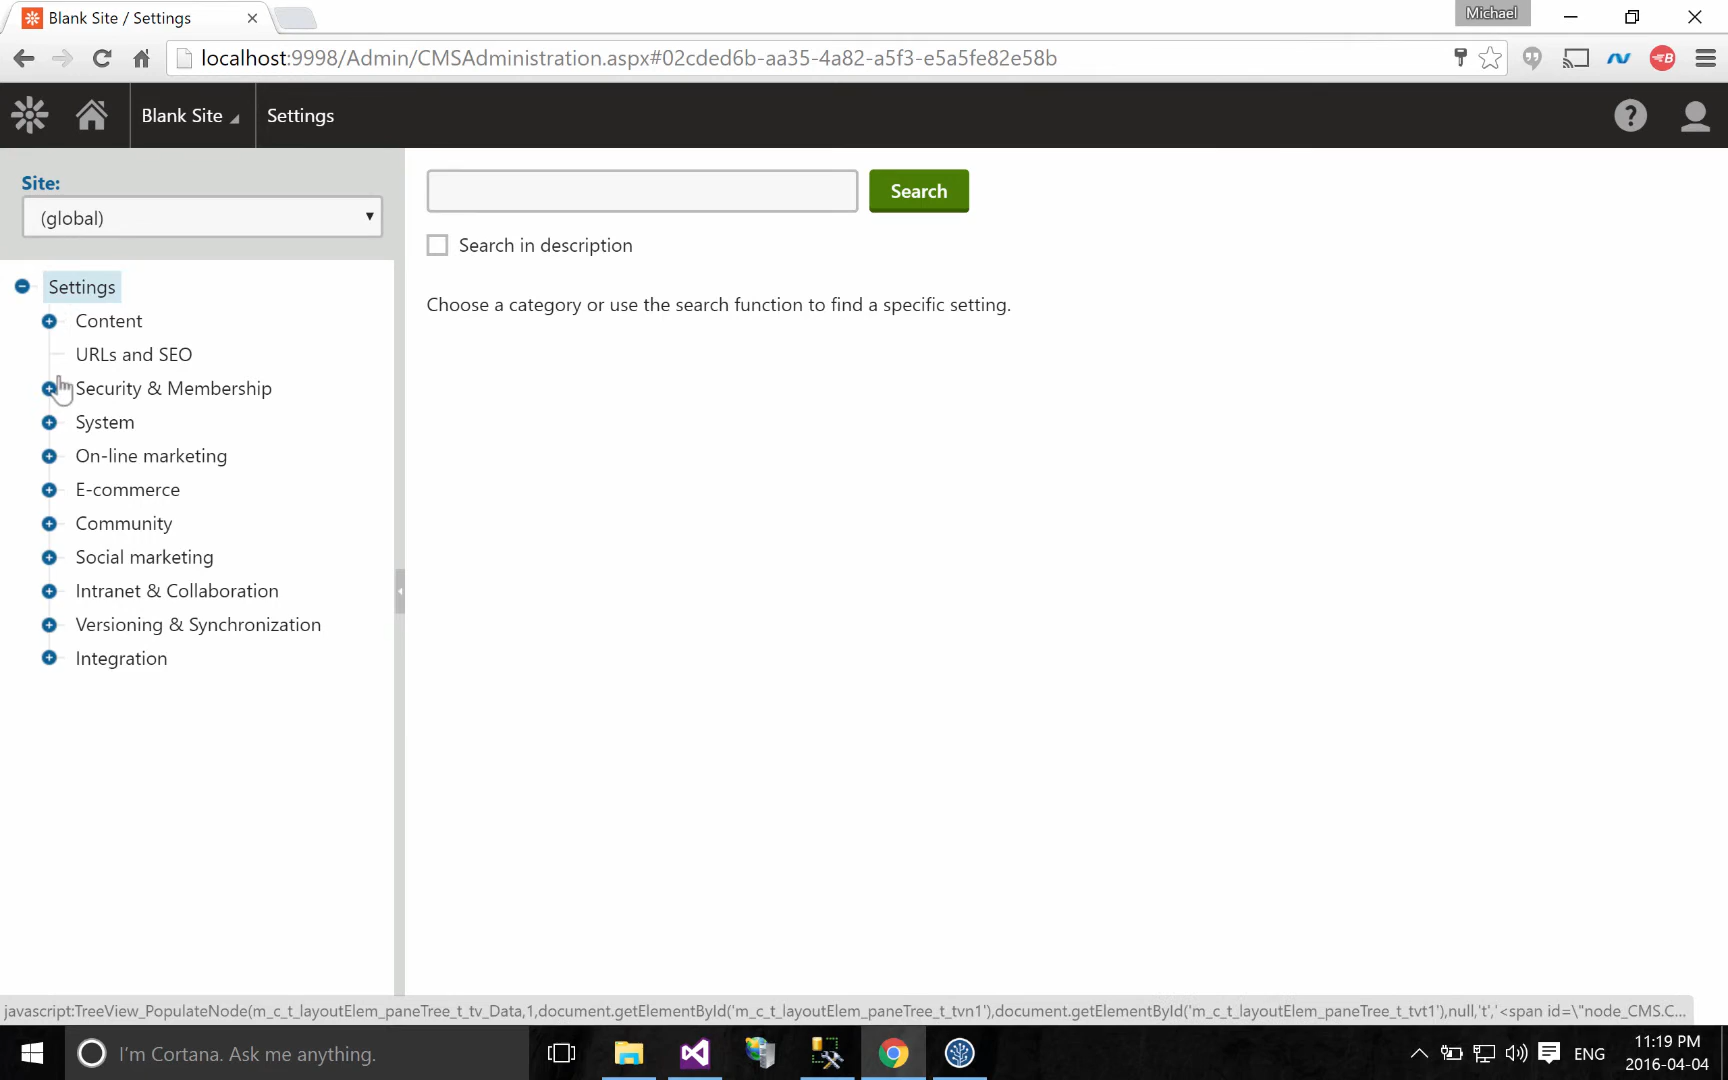 Blank Site / Settings
Michael
localhost:9998/Admin/CMSAdministration.aspx#02cded6b-aa35-4a82-a5f3-e5a5fe82e58b
Blank Site
Settings
?
Site:
(global)
Search
Search in description
Choose a category or use the search function to find a specific setting.
Settings
Content
URLs and SEO
Security & Membership
System
On-line marketing
E-commerce
Community
Social marketing
Intranet & Collaboration
Versioning & Synchronization
Integration
javascript:TreeView_PopulateNode(m_c_t_layoutElem_paneTree_t_tv_Data,1,document.getElementById('m_c_t_layoutElem_paneTree_t_tvn1'),document.getElementById('m_c_t_layoutElem_paneTree_t_tvt1'),null,'t','<span id=\"node_CMS.C...
I'm Cortana. Ask me anything.
ENG
11:19 PM
2016-04-04